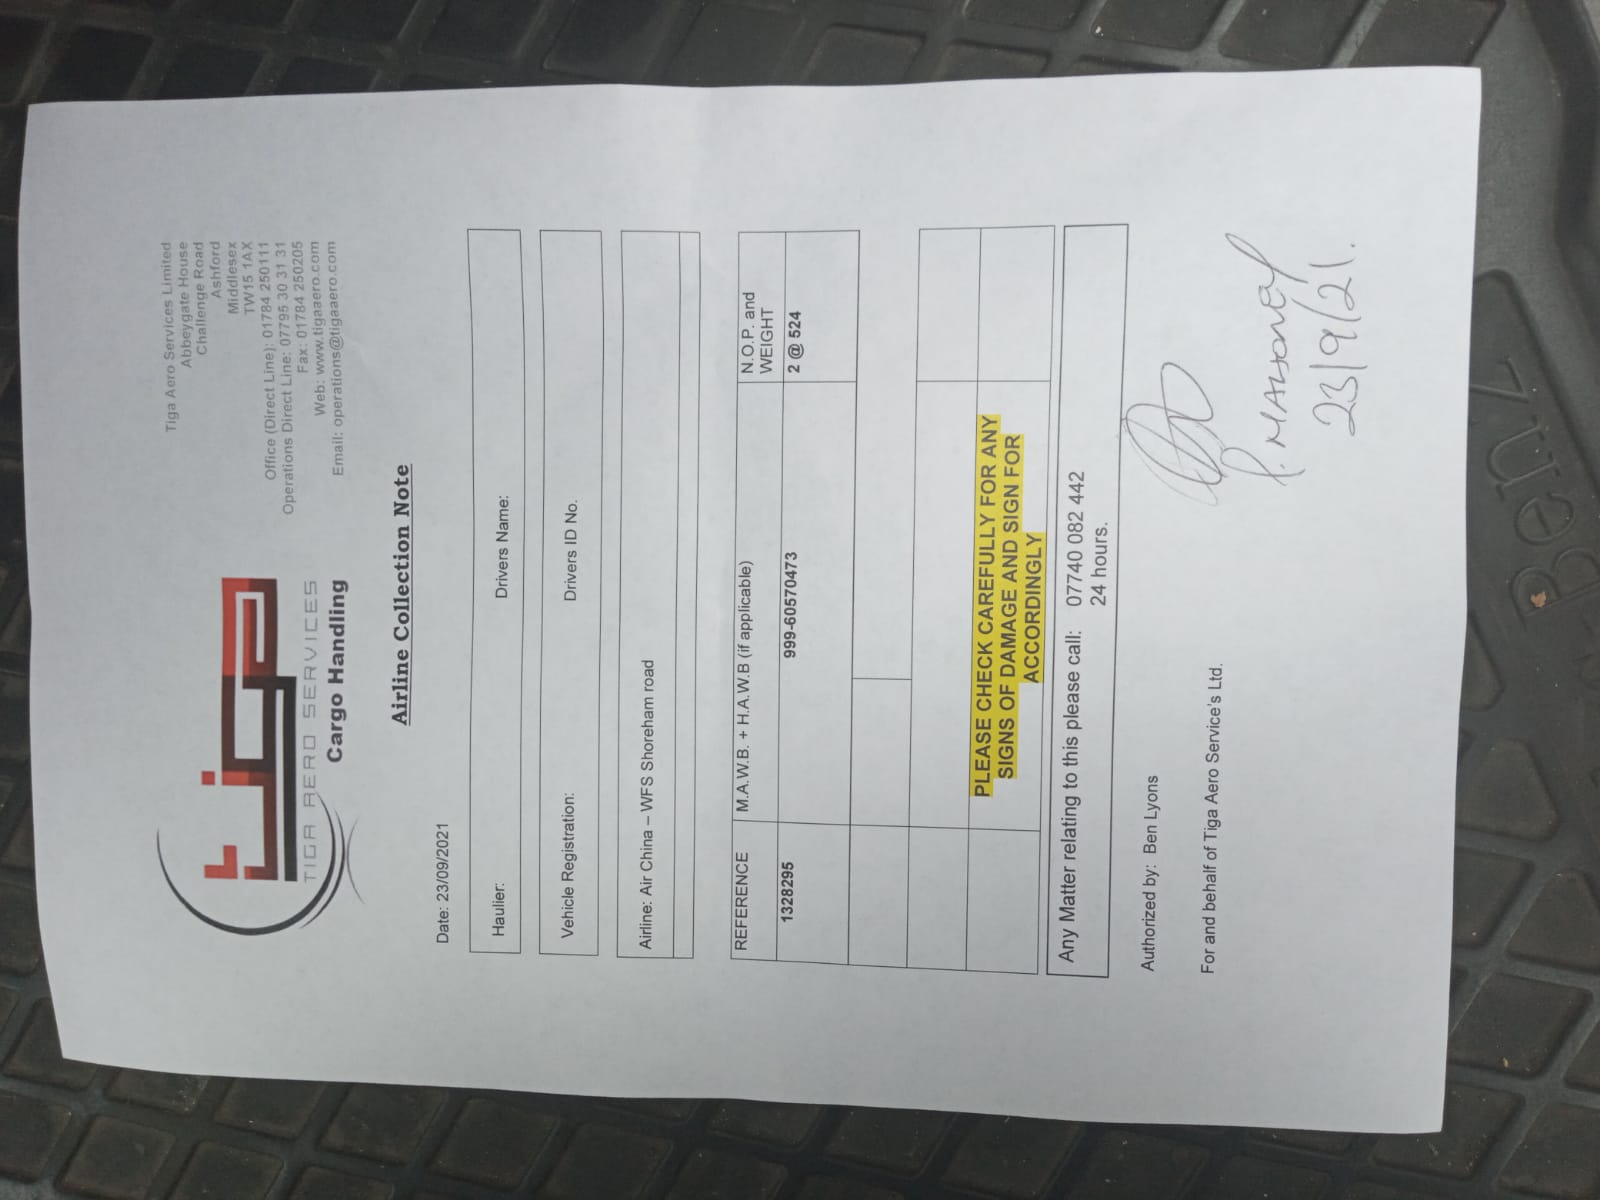 tiga
TIGA AERO SERVICES
Cargo Handling
Tiga Aero Services Limited
Abbeygate House
Challenge Road
Ashford
Middlesex
TW15 1AX
Office (Direct Line): 01784 250111
Operations Direct Line: 07795 30 31 31
Fax: 01784 250205
Web: www.tigaaero.com
Email: operations@tigaaero.com
Airline Collection Note
Date: 23/09/2021
Haulier: Drivers Name:
Vehicle Registration: Drivers ID No.
Airline: Air China – WFS Shoreham road
REFERENCE M.A.W.B. + H.A.W.B (if applicable) N.O.P. and
WEIGHT
1328295 999-60570473 2 @ 524
PLEASE CHECK CAREFULLY FOR ANY
SIGNS OF DAMAGE AND SIGN FOR
ACCORDINGLY
Any Matter relating to this please call: 07740 082 442
24 hours.
Authorized by: Ben Lyons
For and behalf of Tiga Aero Service's Ltd.
23/9/21.